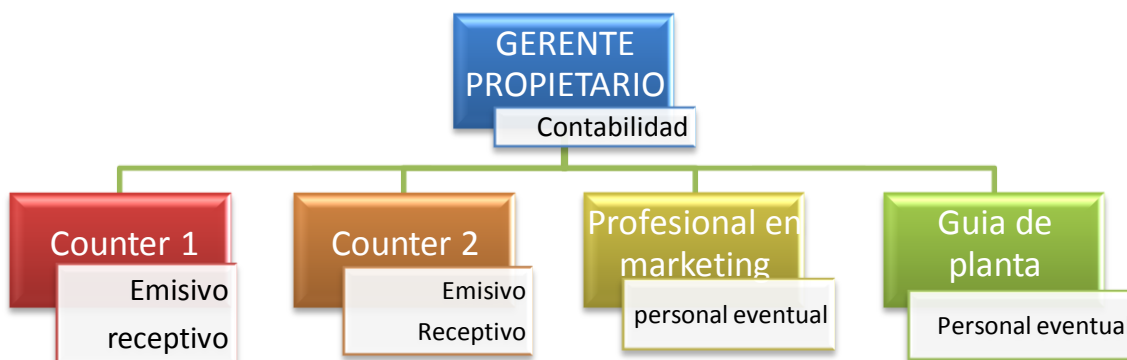 GERENTE
PROPIETARIO
Contabilidad
Counter 1
Emisivo
receptivo
Counter 2
Emisivo
Receptivo
Profesional en
marketing
personal eventual
Guia de
planta
Personal eventual